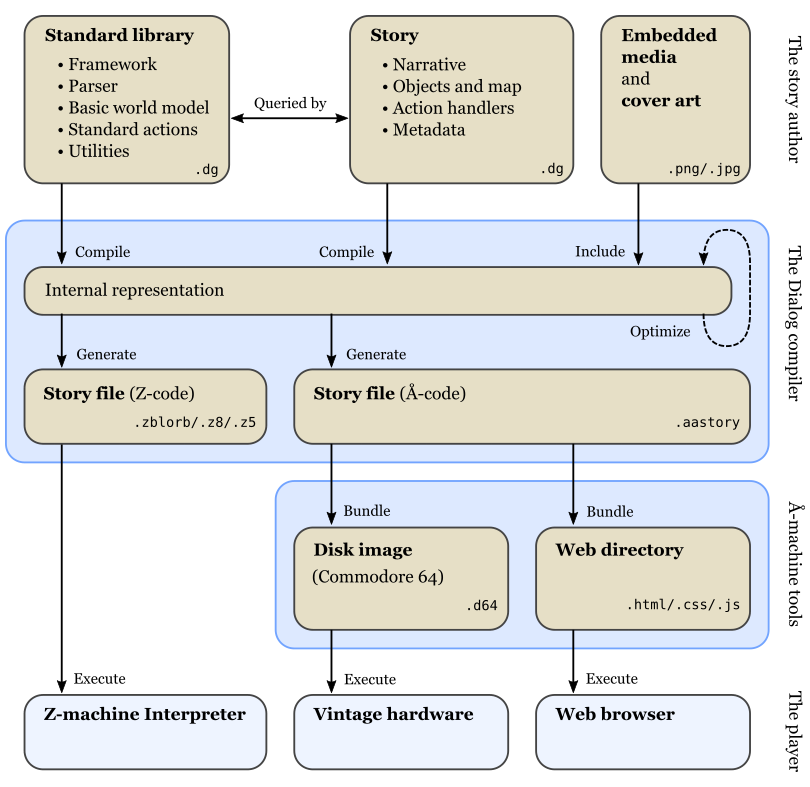 Standard library
• Framework
• Parser
• Basic world model
• Standard actions
• Utilities
.dg
Queried by
Story
• Narrative
• Objects and map
• Action handlers
• Metadata
.dg
Embedded
media
and
cover art
.png/.jpg
The story author
Compile
Compile
Include
Internal representation
Optimize
Generate
Generate
Story file (Z-code)
.zblorb/.z8/.z5
Story file (Å-code)
.aastory
The Dialog compiler
Bundle
Bundle
Disk image
(Commodore 64)
.d64
Web directory
.html/.css/.js
Å-machine tools
Execute
Execute
Execute
Z-machine Interpreter
Vintage hardware
Web browser
The player